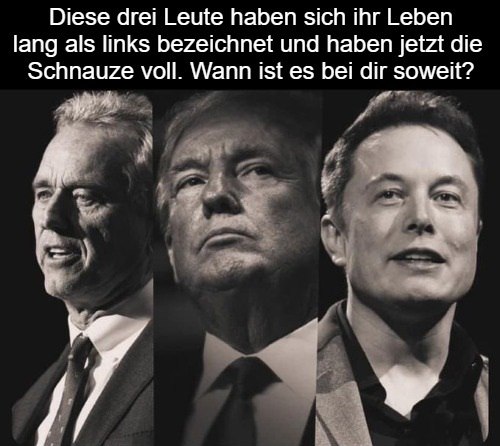 Diese drei Leute haben sich ihr Leben
lang als links bezeichnet und haben jetzt die
Schnauze voll. Wann ist es bei dir soweit?